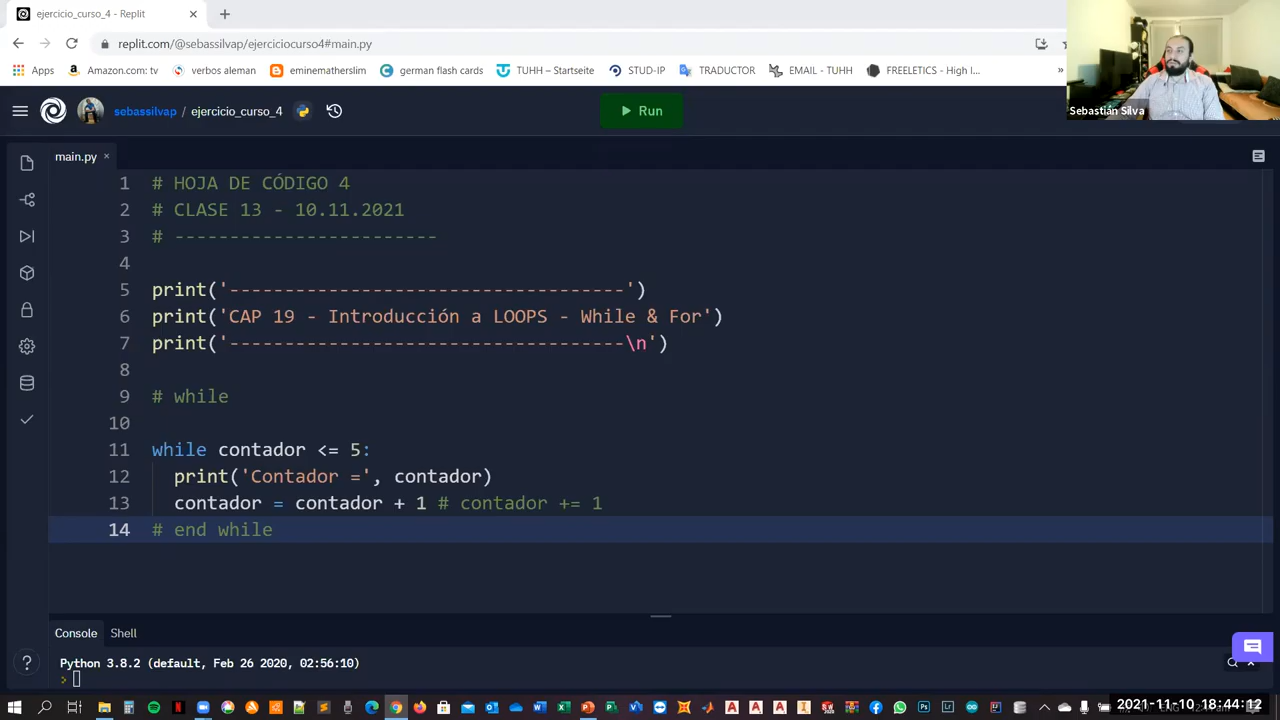 ejercicio_curso_4 - Replit
replit.com/@sebassilvap/ejerciciocurso4#main.py
Apps Amazon.com: tv verbos aleman eminematherslim german flash cards TUHH – Startseite STUD-IP TRADUCTOR EMAIL - TUHH FREELETICS - High I... »
Sebastián Silva
sebassilvap / ejercicio_curso_4
Run
main.py
1 # HOJA DE CÓDIGO 4
2 # CLASE 13 - 10.11.2021
3 # ------------------------
4
5 print('------------------------------------')
6 print('CAP 19 - Introducción a LOOPS - While & For')
7 print('------------------------------------\n')
8
9 # while
10
11 while contador <= 5:
12 print('Contador =', contador)
13 contador = contador + 1 # contador += 1
14 # end while
Console Shell
Python 3.8.2 (default, Feb 26 2020, 02:56:10)
>
2021-11-10 18:44:12